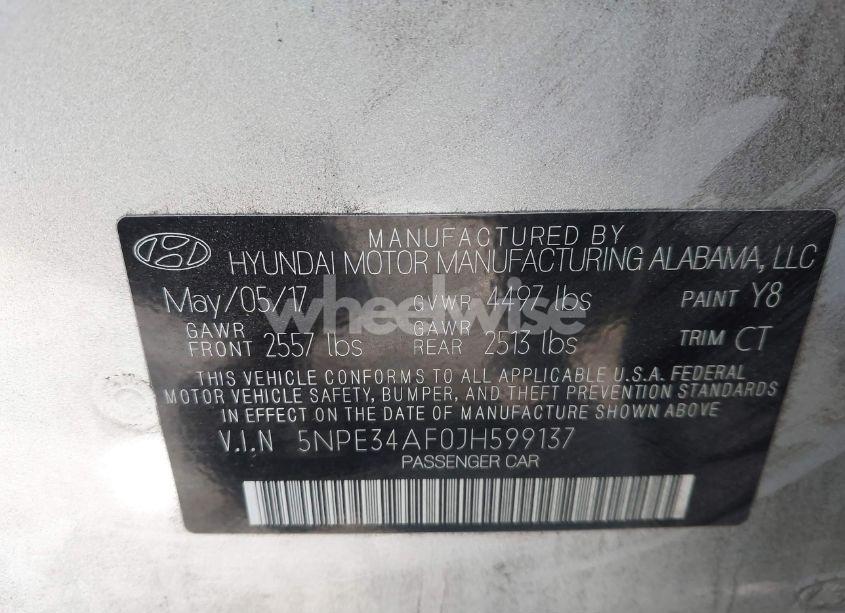 MANUFACTURED BY
HYUNDAI MOTOR MANUFACTURING ALABAMA, LLC
May/05/17 GVWR 4497 lbs PAINT Y8
GAWR FRONT 2557 lbs GAWR REAR 2513 lbs TRIM CT
THIS VEHICLE CONFORMS TO ALL APPLICABLE U.S.A. FEDERAL
MOTOR VEHICLE SAFETY, BUMPER, AND THEFT PREVENTION STANDARDS
IN EFFECT ON THE DATE OF MANUFACTURE SHOWN ABOVE
V.I.N 5NPE34AF0JH599137
PASSENGER CAR
wheelwise